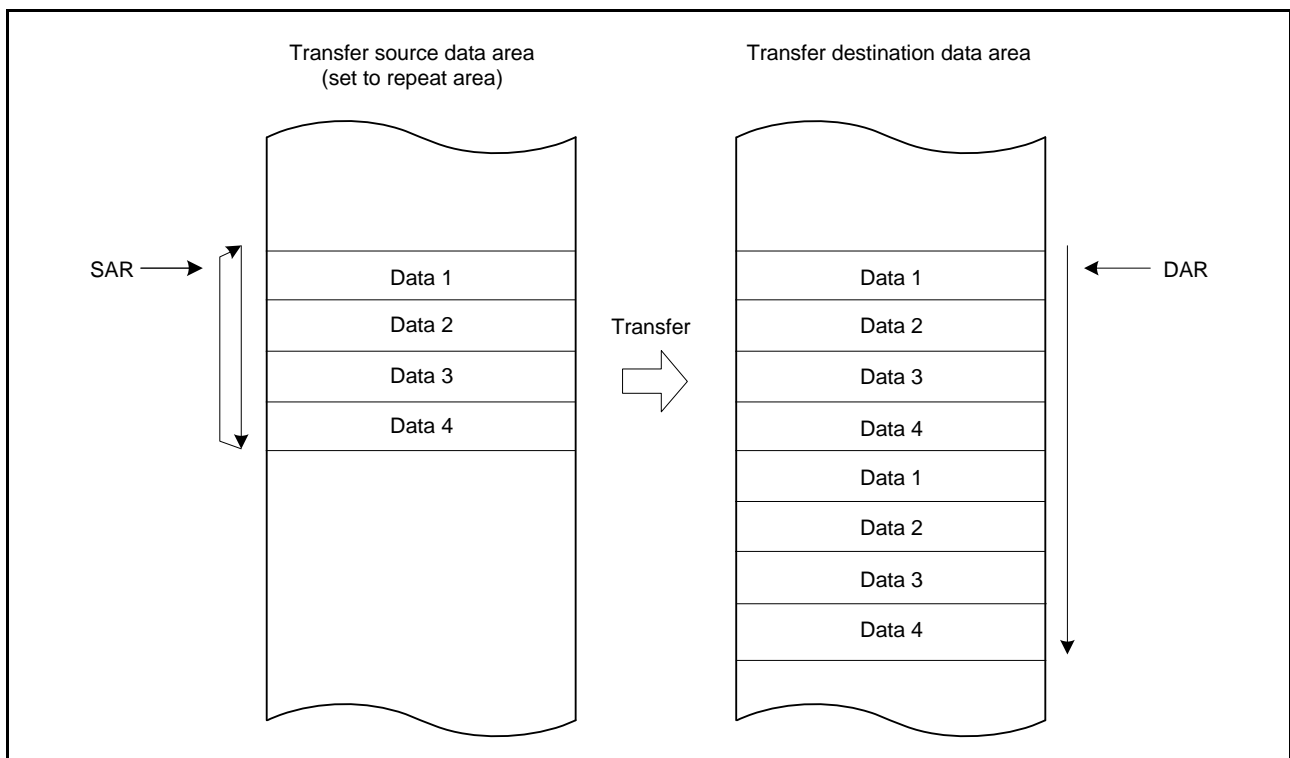 Transfer source data area
(set to repeat area)
Transfer destination data area
SAR
Data 1
Data 2
Data 3
Data 4
Transfer
DAR
Data 1
Data 2
Data 3
Data 4
Data 1
Data 2
Data 3
Data 4